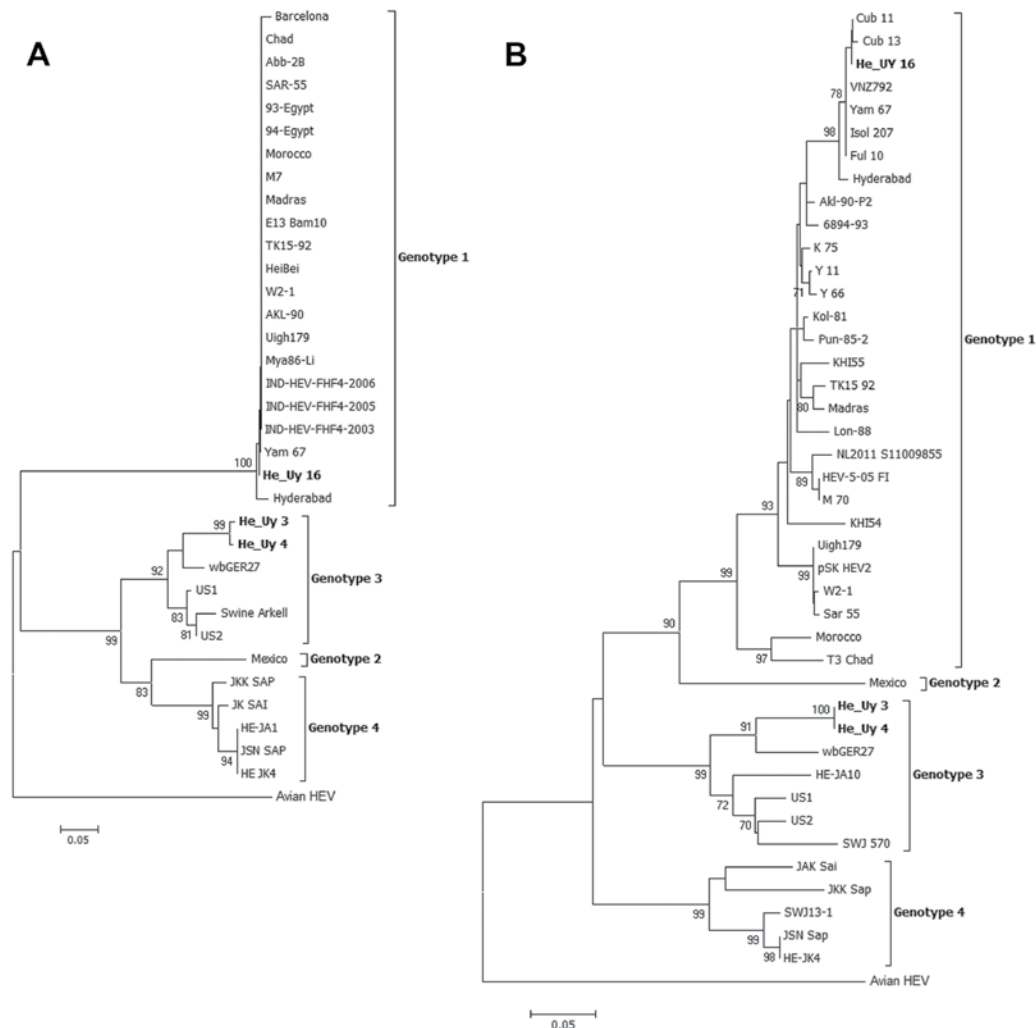 A
Barcelona
Chad
Abb-2B
SAR-55
93-Egypt
94-Egypt
Morocco
M7
Madras
E13 Bam10
TK15-92
HeiBei
W2-1
AKL-90
Uigh179
Mya86-Li
IND-HEV-FHF4-2006
IND-HEV-FHF4-2005
IND-HEV-FHF4-2003
Yam 67
He_Uy 16
Hyderabad
100
Genotype 1
99
He_Uy 3
He_Uy 4
wbGER27
92
US1
Swine Arkell
US2
83
81
Genotype 3
99
Mexico
Genotype 2
83
JKK SAP
JK SAI
HE-JA1
JSN SAP
HE JK4
99
94
Genotype 4
Avian HEV
0.05
B
Cub 11
Cub 13
He_UY 16
VNZ792
Yam 67
Isol 207
Ful 10
Hyderabad
78
98
Akl-90-P2
6894-93
K 75
Y 11
Y 66
71
Kol-81
Pun-85-2
KHI55
TK15 92
Madras
80
Lon-88
NL2011 S11009855
HEV-5-05 FI
M 70
89
KHI54
93
Uigh179
pSK HEV2
W2-1
Sar 55
99
99
Morocco
T3 Chad
97
Genotype 1
90
Mexico
Genotype 2
He_Uy 3
He_Uy 4
100
91
wbGER27
99
HE-JA10
72
US1
US2
70
SWJ 570
Genotype 3
JAK Sai
JKK Sap
99
SWJ13-1
JSN Sap
HE-JK4
99
98
Genotype 4
Avian HEV
0.05